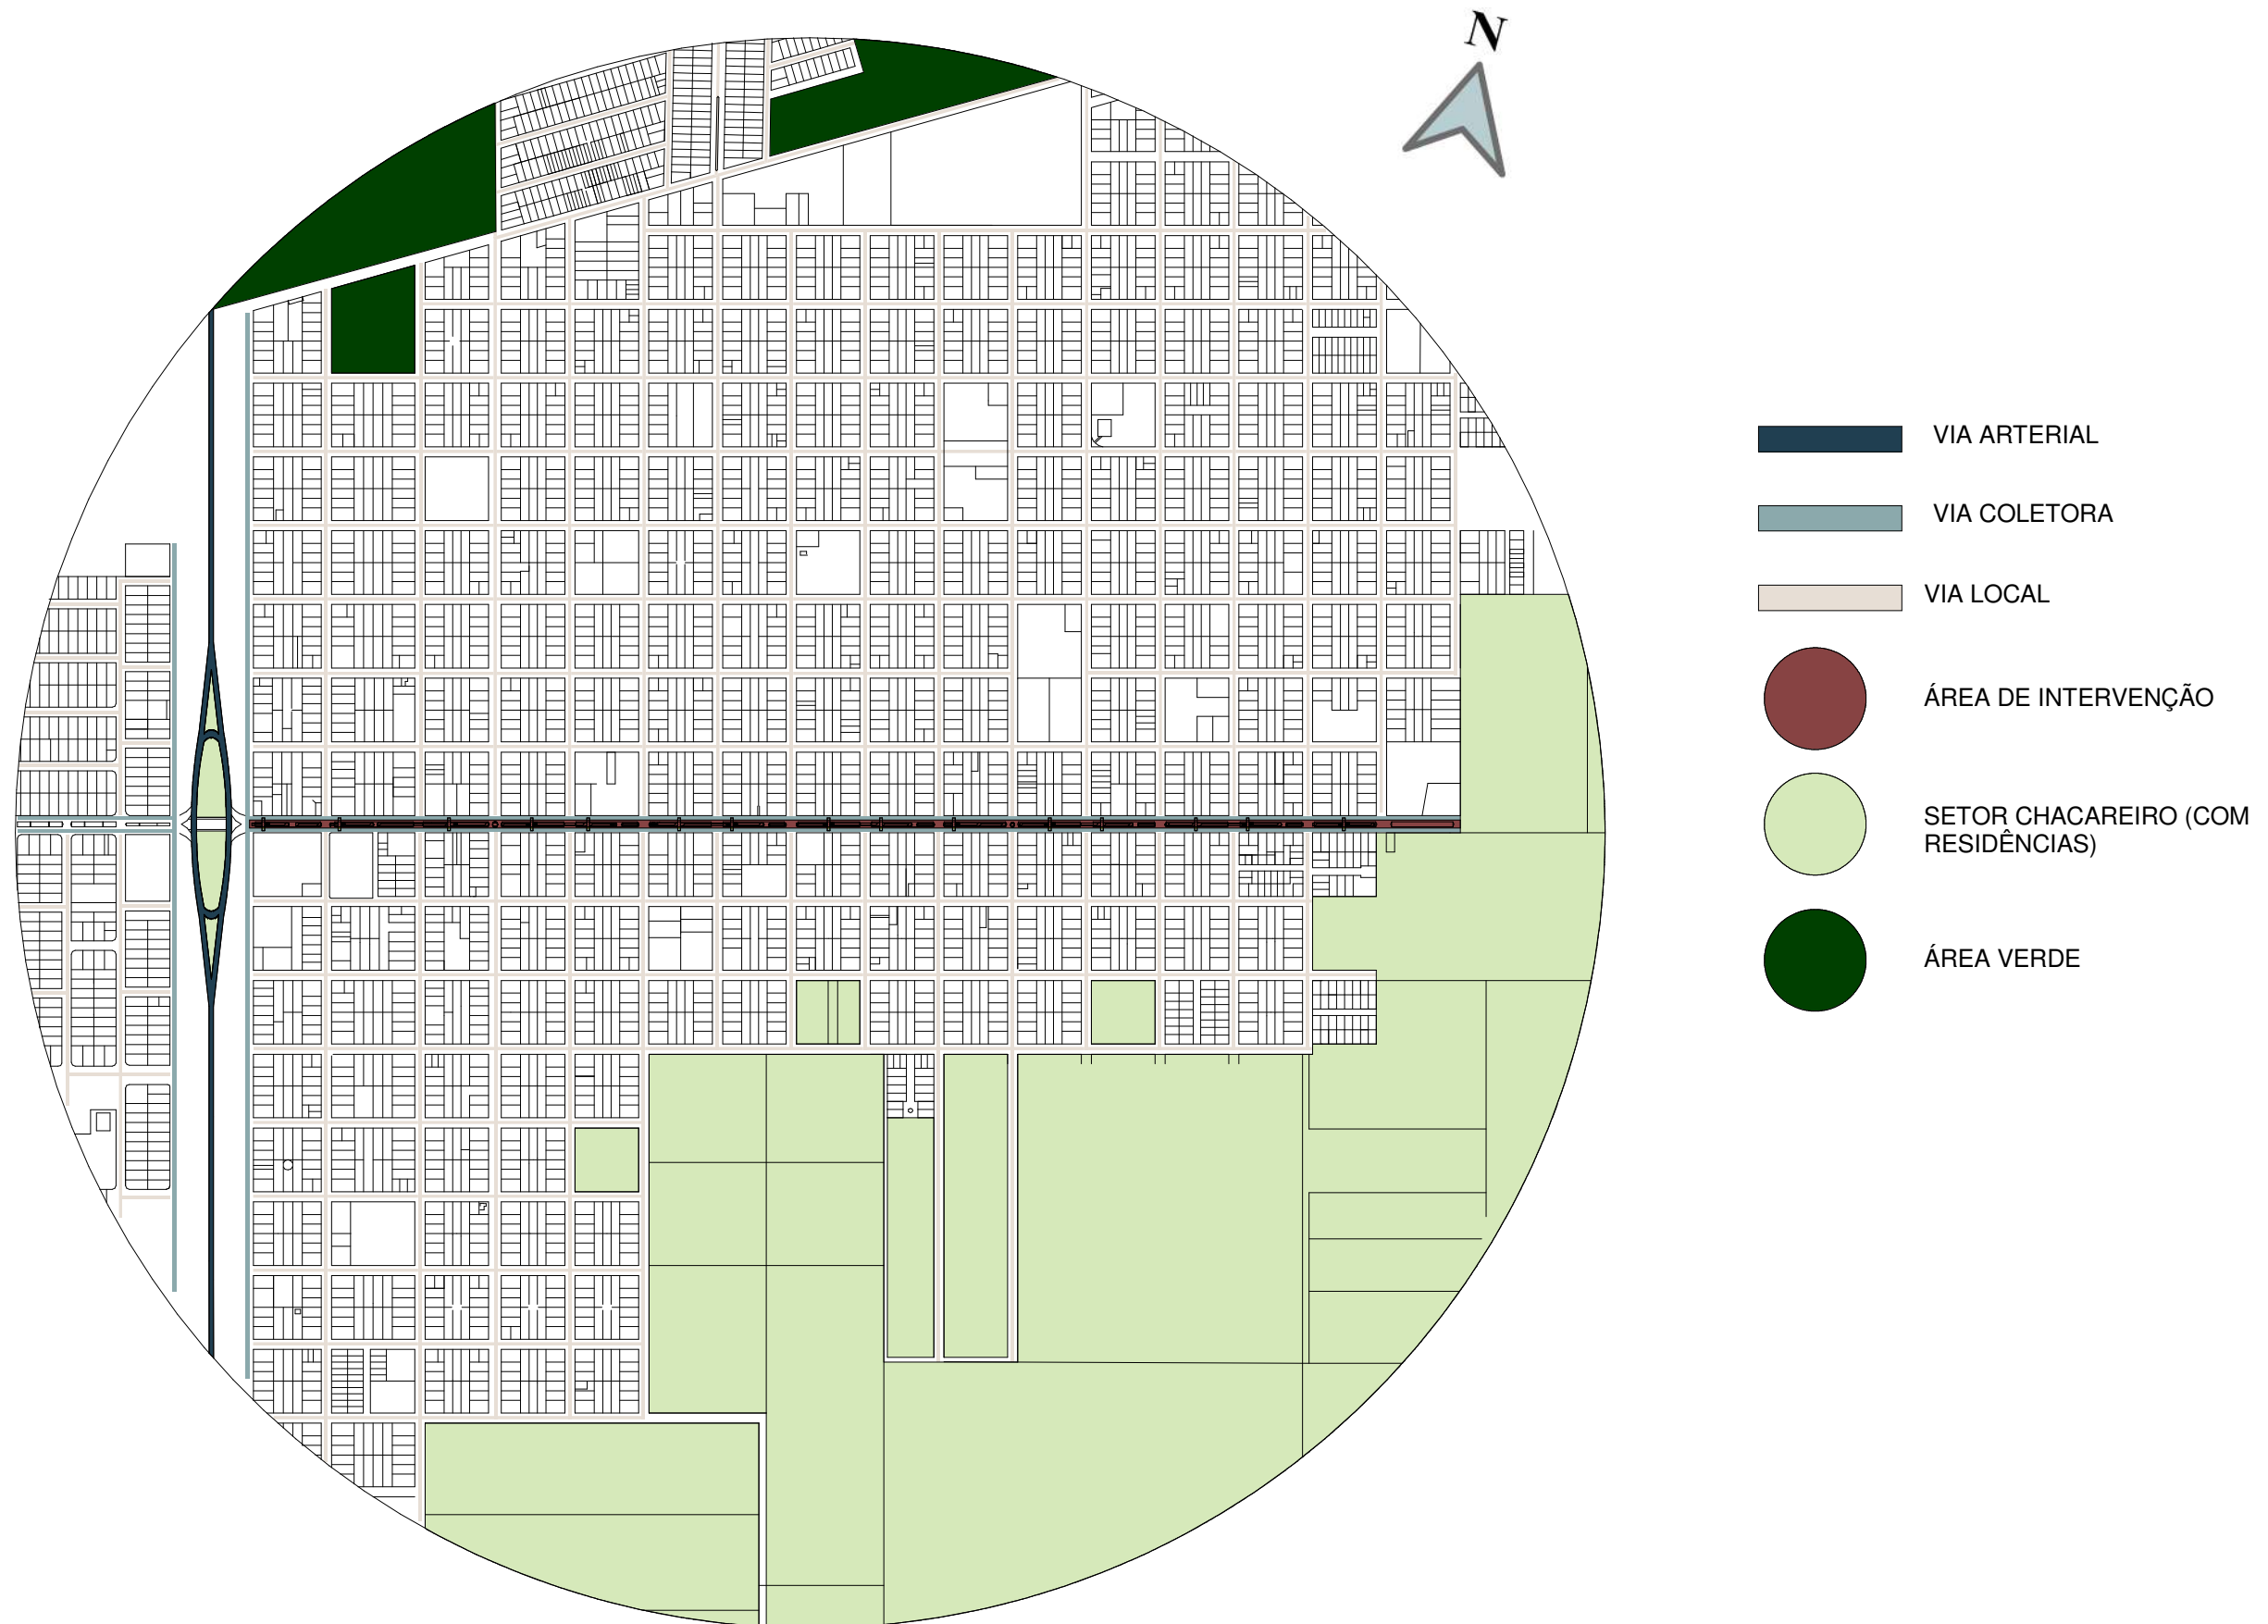 N
VIA ARTERIAL
VIA COLETORA
VIA LOCAL
ÁREA DE INTERVENÇÃO
SETOR CHACAREIRO (COM
RESIDÊNCIAS)
ÁREA VERDE